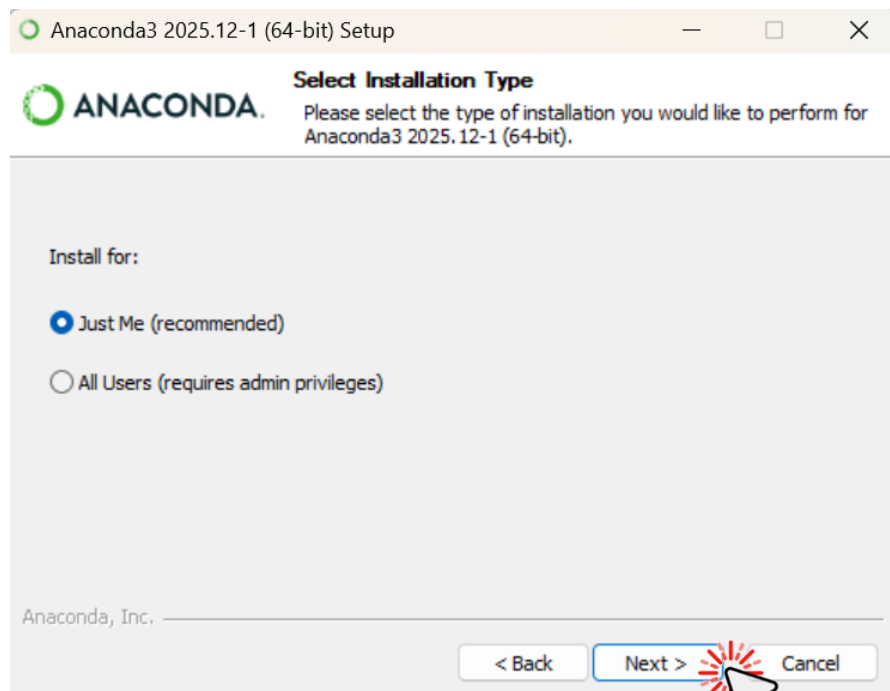 Anaconda3 2025.12-1 (64-bit) Setup
ANACONDA.
Select Installation Type
Please select the type of installation you would like to perform for
Anaconda3 2025.12-1 (64-bit).
Install for:
Just Me (recommended)
All Users (requires admin privileges)
Anaconda, Inc.
< Back
Next >
Cancel